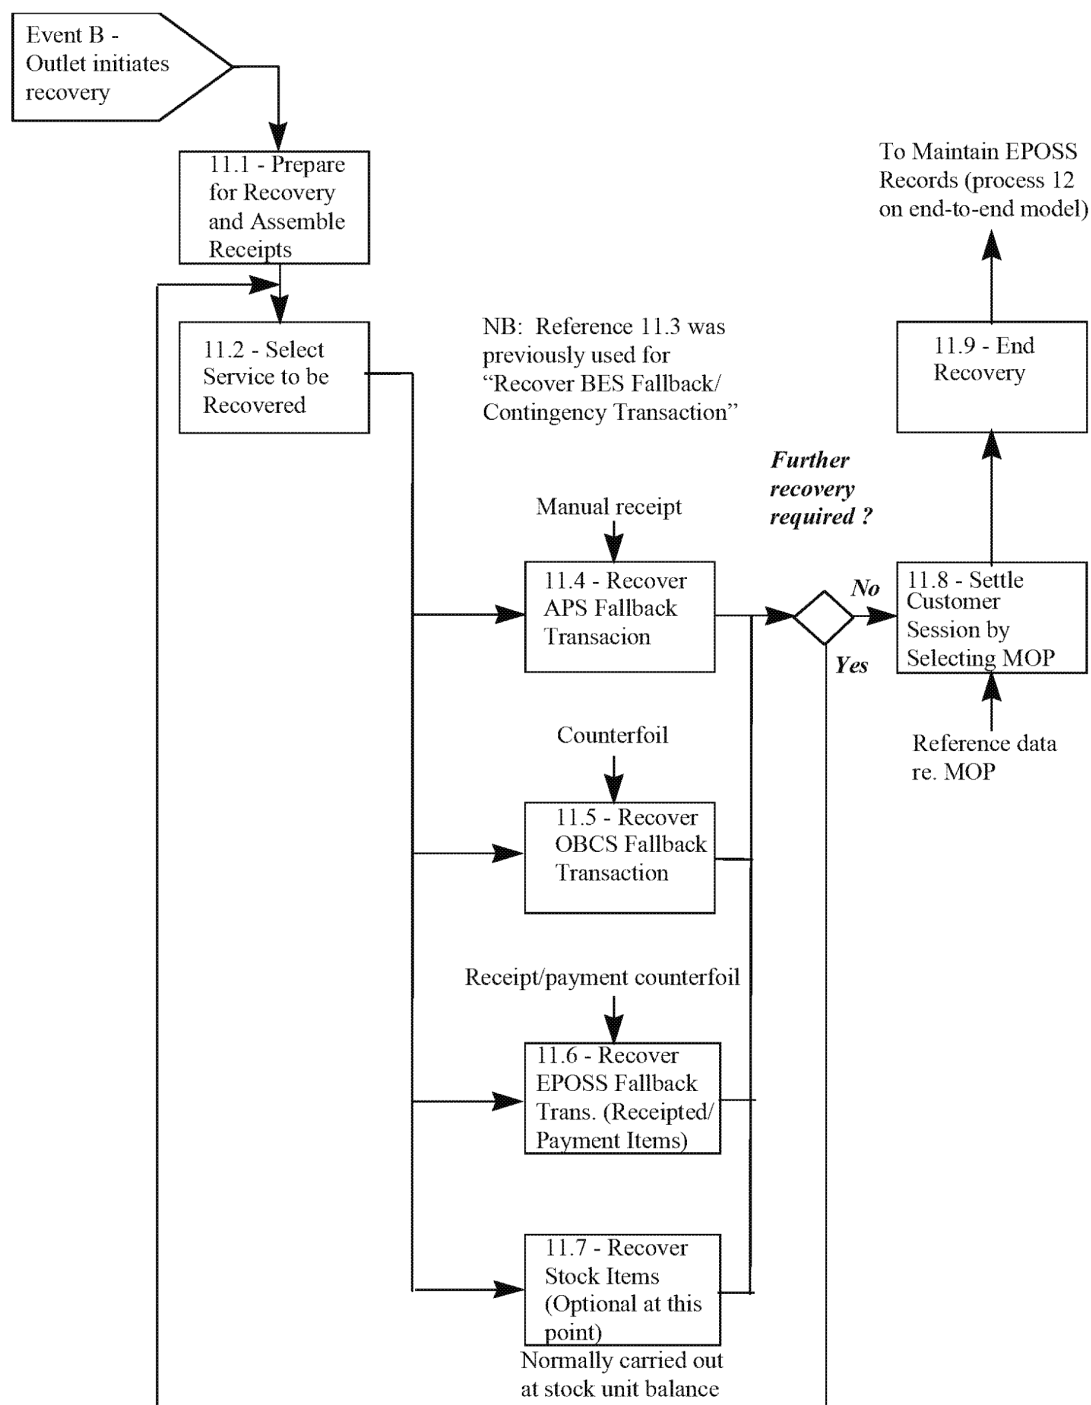 Event B -
Outlet initiates
recovery
11.1 - Prepare
for Recovery
and Assemble
Receipts
11.2 - Select
Service to be
Recovered
NB: Reference 11.3 was
previously used for
“Recover BES Fallback/
Contingency Transaction”
Manual receipt
11.4 - Recover
APS Fallback
Transacion
Counterfoil
11.5 - Recover
OBCS Fallback
Transaction
Receipt/payment counterfoil
11.6 - Recover
EPOSS Fallback
Trans. (Receipted/
Payment Items)
11.7 - Recover
Stock Items
(Optional at this
point)
Normally carried out
at stock unit balance
Further
recovery
required ?
No
Yes
11.8 - Settle
Customer
Session by
Selecting MOP
Reference data
re. MOP
11.9 - End
Recovery
To Maintain EPOSS
Records (process 12
on end-to-end model)